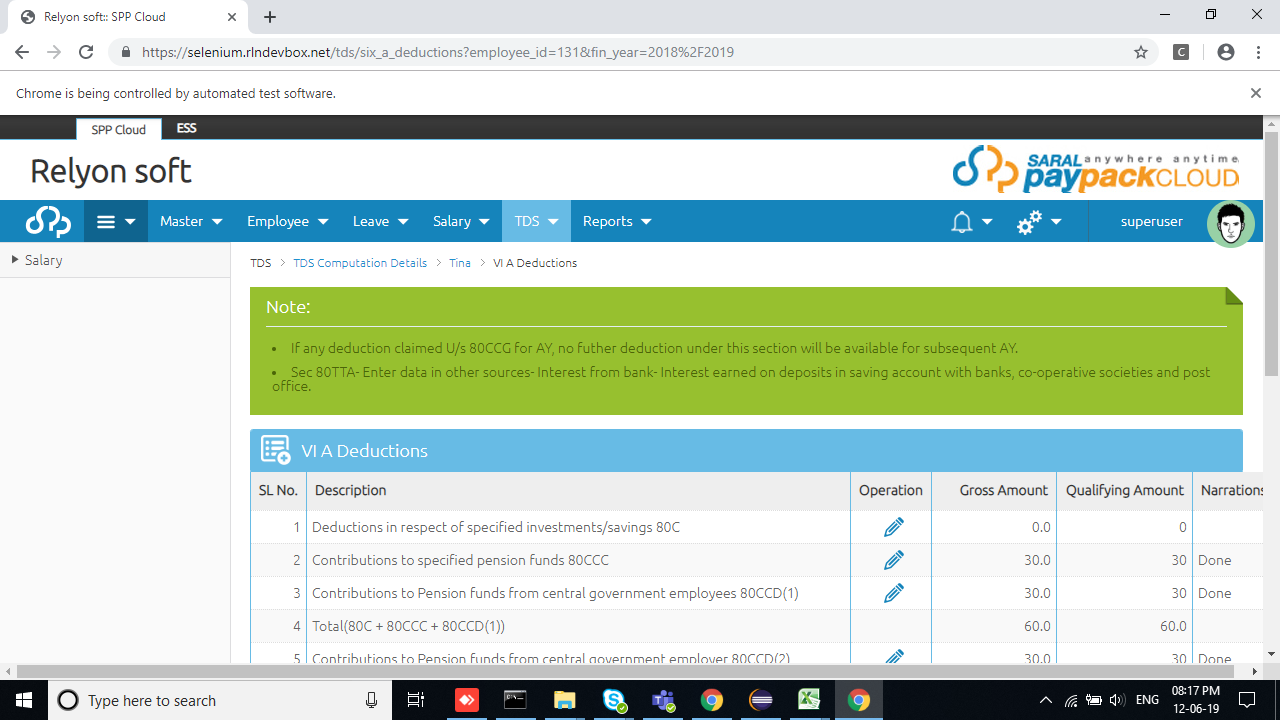 Relyon soft:: SPP Cloud
https://selenium.rlndevbox.net/tds/six_a_deductions?employee_id=131&fin_year=2018%2F2019
C
Chrome is being controlled by automated test software.
SPP Cloud ESS
Relyon soft
SARAL anywhere anytime
paypackCLOUD
Master Employee Leave Salary TDS Reports superuser
Salary
TDS > TDS Computation Details > Tina > VI A Deductions
Note:
• If any deduction claimed U/s 80CCG for AY, no futher deduction under this section will be available for subsequent AY.
• Sec 80TTA- Enter data in other sources- Interest from bank- Interest earned on deposits in saving account with banks, co-operative societies and post
office.
VI A Deductions
SL No. Description Operation Gross Amount Qualifying Amount Narrations
1 Deductions in respect of specified investments/savings 80C 0.0 0
2 Contributions to specified pension funds 80CCC 30.0 30 Done
3 Contributions to Pension funds from central government employees 80CCD(1) 30.0 30 Done
4 Total(80C + 80CCC + 80CCD(1)) 60.0 60.0
5 Contributions to Pension funds from central government employer 80CCD(2) 30.0 30 Done
Type here to search
ENG
08:17 PM
12-06-19